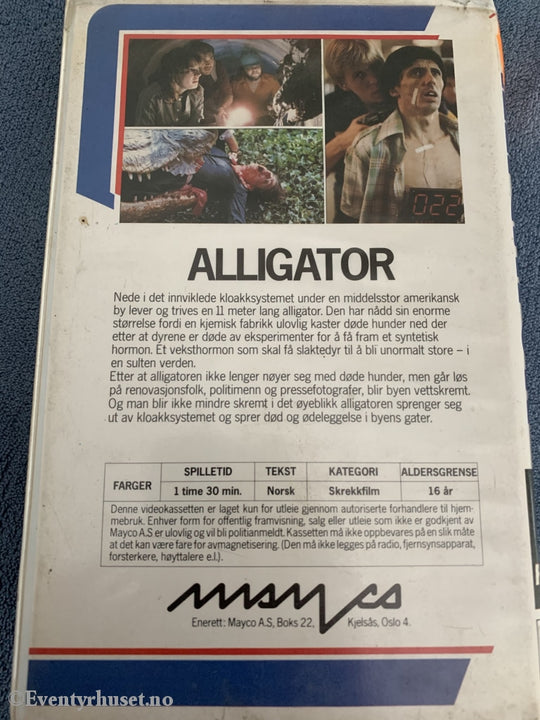 022
ALLIGATOR
Nede i det innviklede kloakksystemet under en middelsstor amerikansk
by lever og trives en 11 meter lang alligator. Den har nådd sin enorme
størrelse fordi en kjemisk fabrikk ulovlig kaster døde hunder ned der
etter at dyrene er døde av eksperimenter for å få fram et syntetisk
hormon. Et veksthormon som skal få slaktedyr til å bli unormalt store – i
en sulten verden.
Etter at alligatoren ikke lenger nøyer seg med døde hunder, men går løs
på renovasjonsfolk, politimenn og pressefotografer, blir byen vettskremt.
Og man blir ikke mindre skremt i det øyeblikk alligatoren sprenger seg
ut av kloakksystemet og sprer død og ødeleggelse i byens gater.
FARGER SPILLETID TEKST KATEGORI ALDERSGRENSE
1 time 30 min. Norsk Skrekkfilm 16 år
Denne videokassetten er laget kun for utleie gjennom autoriserte forhandlere til hjem-
mebruk. Enhver form for offentlig framvisning, salg eller utleie som ikke er godkjent av
Mayco A.S er ulovlig og vil bli politianmeldt. Kassetten må ikke oppbevares på en slik måte
at det kan være fare for avmagnetisering. (Den må ikke legges på radio, fjernsynsapparat,
forsterkere, høyttalere e.l.).
mayco
Enerett: Mayco A.S, Boks 22, Kjelsås, Oslo 4.
©Eventyrhuset.no